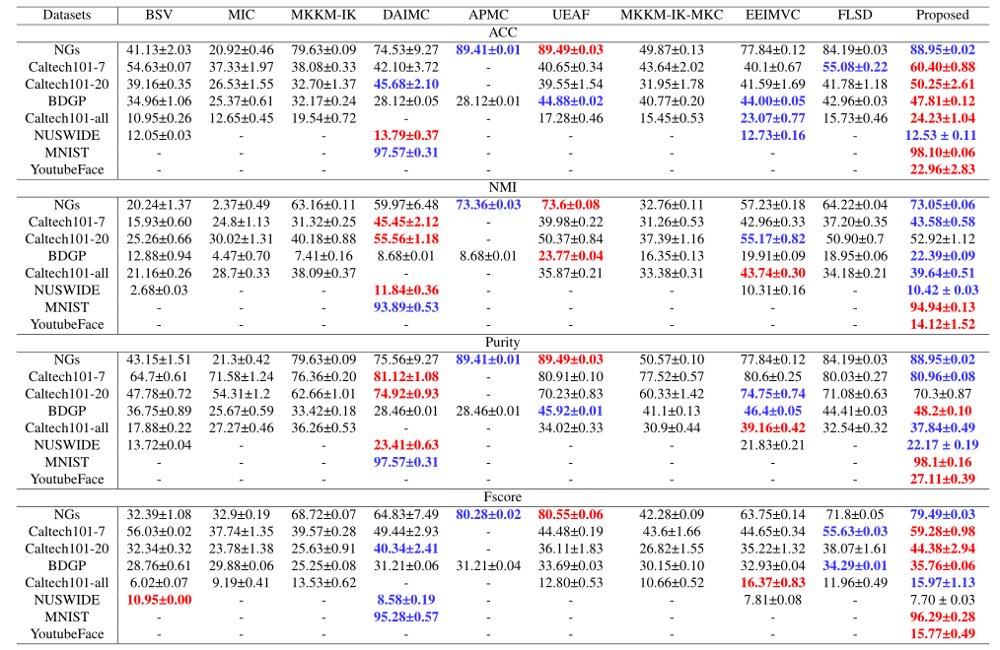 Datasets BSV MIC MKKM-IK DAIMC APMC UEAF MKKM-IK-MKC EEIMVC FLSD Proposed
ACC
NGs 41.13±2.03 20.92±0.46 79.63±0.09 74.53±9.27 89.41±0.01 89.49±0.03 49.87±0.13 77.84±0.12 84.19±0.03 88.95±0.02
Caltech101-7 54.63±0.07 37.33±1.97 38.08±0.33 42.10±3.72 - 40.65±0.34 43.64±2.02 40.1±0.67 55.08±0.22 60.40±0.88
Caltech101-20 39.16±0.35 26.53±1.55 32.70±1.37 45.68±2.10 - 39.55±1.54 31.95±1.78 41.59±1.69 41.78±1.18 50.25±2.61
BDGP 34.96±1.06 25.37±0.61 32.17±0.24 28.12±0.05 28.12±0.01 44.88±0.02 40.77±0.20 44.00±0.05 42.96±0.03 47.81±0.12
Caltech101-all 10.95±0.26 12.65±0.45 19.54±0.72 - - 17.28±0.46 15.45±0.53 23.07±0.77 15.73±0.46 24.23±1.04
NUSWIDE 12.05±0.03 - - 13.79±0.37 - - - 12.73±0.16 - 12.53 ± 0.11
MNIST - - - 97.57±0.31 - - - - - 98.10±0.06
YoutubeFace - - - - - - - - - 22.96±2.83
NMI
NGs 20.24±1.37 2.37±0.49 63.16±0.11 59.97±6.48 73.36±0.03 73.6±0.08 32.76±0.11 57.23±0.18 64.22±0.04 73.05±0.06
Caltech101-7 15.93±0.60 24.8±1.13 31.32±0.25 45.45±2.12 - 39.98±0.22 31.26±0.53 42.96±0.33 37.20±0.35 43.58±0.58
Caltech101-20 25.26±0.66 30.02±1.31 40.18±0.88 55.56±1.18 - 50.37±0.84 37.39±1.16 55.17±0.82 50.90±0.7 52.92±1.12
BDGP 12.88±0.94 4.47±0.70 7.41±0.16 8.68±0.01 8.68±0.01 23.77±0.04 16.35±0.13 19.91±0.09 18.95±0.06 22.39±0.09
Caltech101-all 21.16±0.26 28.7±0.33 38.09±0.37 - - 35.87±0.21 33.38±0.31 43.74±0.30 34.18±0.21 39.64±0.51
NUSWIDE 2.68±0.03 - - 11.84±0.36 - - - 10.31±0.16 - 10.42 ± 0.03
MNIST - - - 93.89±0.53 - - - - - 94.94±0.13
YoutubeFace - - - - - - - - - 14.12±1.52
Purity
NGs 43.15±1.51 21.3±0.42 79.63±0.09 75.56±9.27 89.41±0.01 89.49±0.03 50.57±0.10 77.84±0.12 84.19±0.03 88.95±0.02
Caltech101-7 64.7±0.61 71.58±1.24 76.36±0.20 81.12±1.08 - 80.91±0.10 77.52±0.57 80.6±0.25 80.03±0.27 80.96±0.08
Caltech101-20 47.78±0.72 54.31±1.2 62.66±1.01 74.92±0.93 - 70.23±0.83 60.33±1.42 74.75±0.74 71.08±0.63 70.3±0.87
BDGP 36.75±0.89 25.67±0.59 33.42±0.18 28.46±0.01 28.46±0.01 45.92±0.01 41.1±0.13 46.4±0.05 44.41±0.03 48.2±0.10
Caltech101-all 17.88±0.22 27.27±0.46 36.26±0.53 - - 34.02±0.33 30.9±0.44 39.16±0.42 32.54±0.32 37.84±0.49
NUSWIDE 13.72±0.04 - - 23.41±0.63 - - - 21.83±0.21 - 22.17 ± 0.19
MNIST - - - 97.57±0.31 - - - - - 98.1±0.16
YoutubeFace - - - - - - - - - 27.11±0.39
Fscore
NGs 32.39±1.08 32.9±0.19 68.72±0.07 64.83±7.49 80.28±0.02 80.55±0.06 42.28±0.09 63.75±0.14 71.8±0.05 79.49±0.03
Caltech101-7 56.03±0.02 37.74±1.35 39.57±0.28 49.44±2.93 - 44.48±0.19 43.6±1.66 44.65±0.34 55.63±0.03 59.28±0.98
Caltech101-20 32.34±0.32 23.78±1.38 25.63±0.91 40.34±2.41 - 36.11±1.83 26.82±1.55 35.22±1.32 38.07±1.61 44.38±2.94
BDGP 28.76±0.61 29.88±0.06 25.25±0.08 31.21±0.06 31.21±0.04 33.69±0.03 30.15±0.10 32.93±0.04 34.29±0.01 35.76±0.06
Caltech101-all 6.02±0.07 9.19±0.41 13.53±0.62 - - 12.80±0.53 10.66±0.52 16.37±0.83 11.96±0.49 15.97±1.13
NUSWIDE 10.95±0.00 - - 8.58±0.19 - - - 7.81±0.08 - 7.70 ± 0.03
MNIST - - - 95.28±0.57 - - - - - 96.29±0.28
YoutubeFace - - - - - - - - - 15.77±0.49